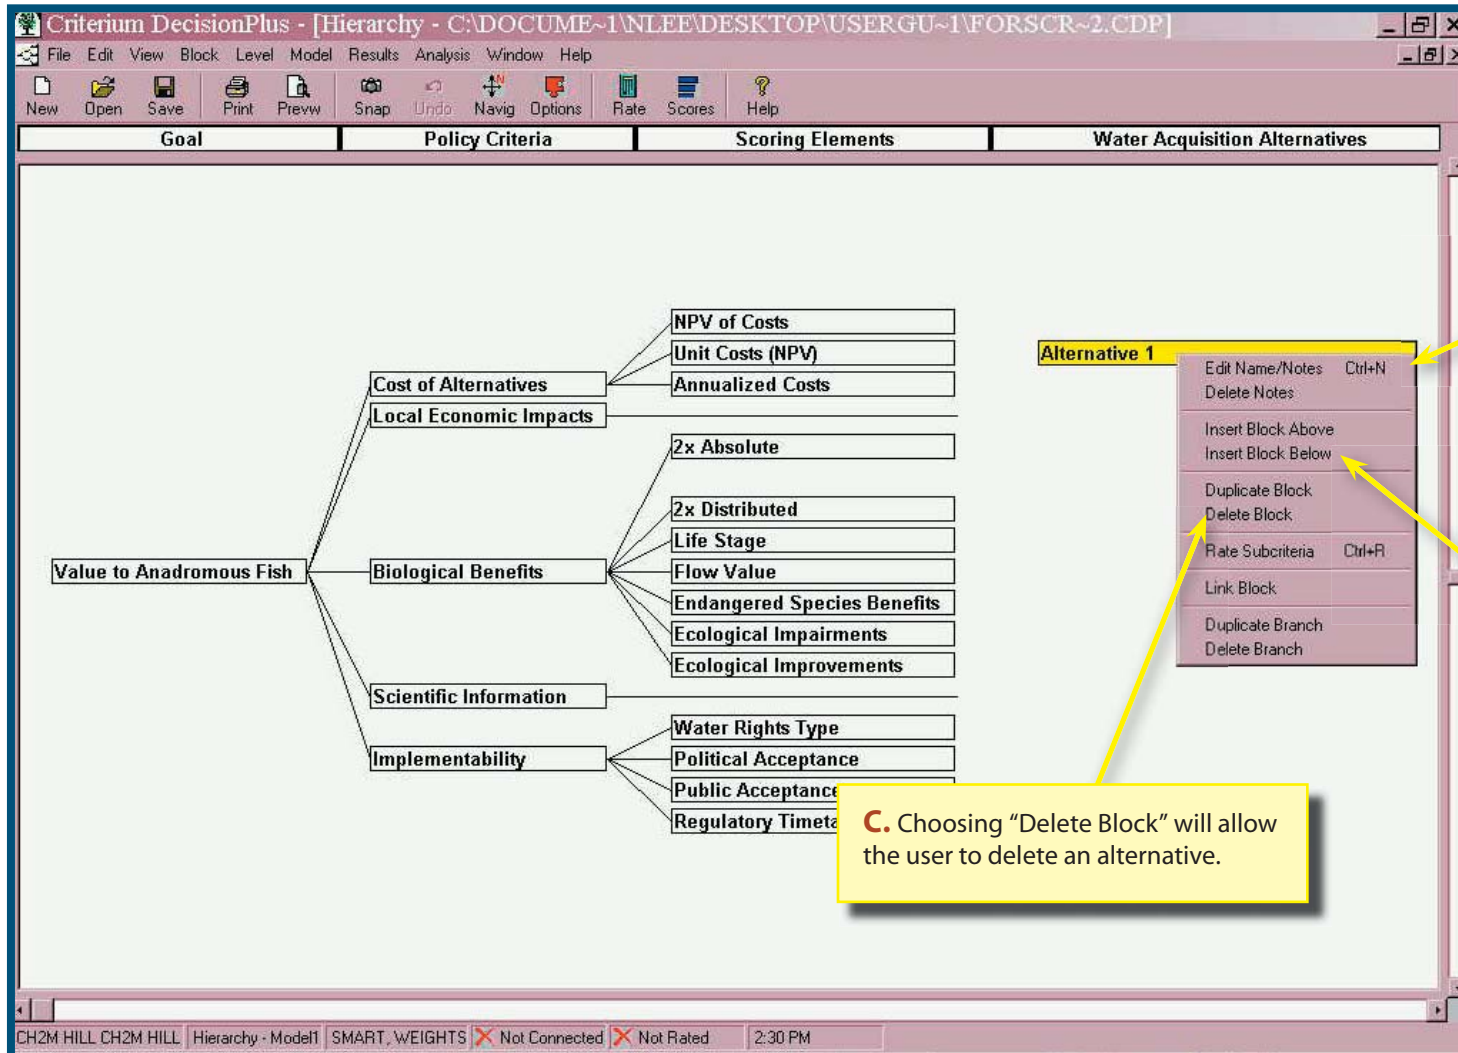 Criterium DecisionPlus - [Hierarchy - C:\DOCUME~1\NLEE\DESKTOP\USERGU~1\FORSCR~2.CDP]
File Edit View Block Level Model Results Analysis Window Help
New Open Save Print Prevw Snap Undo Navig Options Rate Scores Help
Goal Policy Criteria Scoring Elements Water Acquisition Alternatives
NPV of Costs
Unit Costs (NPV)
Alternative 1
Cost of Alternatives
Annualized Costs
Local Economic Impacts
2x Absolute
2x Distributed
Life Stage
Value to Anadromous Fish
Biological Benefits
Flow Value
Endangered Species Benefits
Ecological Impairments
Ecological Improvements
Scientific Information
Water Rights Type
Implementability
Political Acceptance
Public Acceptance
Regulatory Timeta
Edit Name/Notes Ctrl+N
Delete Notes
Insert Block Above
Insert Block Below
Duplicate Block
Delete Block
Rate Subcriteria Ctrl+R
Link Block
Duplicate Branch
Delete Branch
C. Choosing “Delete Block” will allow
the user to delete an alternative.
CH2M HILL CH2M HILL Hierarchy - Model1 SMART, WEIGHTS Not Connected Not Rated 2:30 PM